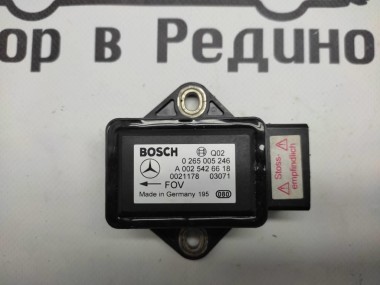 ор в Редино
BOSCH Q02
0 265 005 246
A 002 542 66 18
0021178 03071
FOV
Made in Germany 195 080
Stoss-
empfindlich